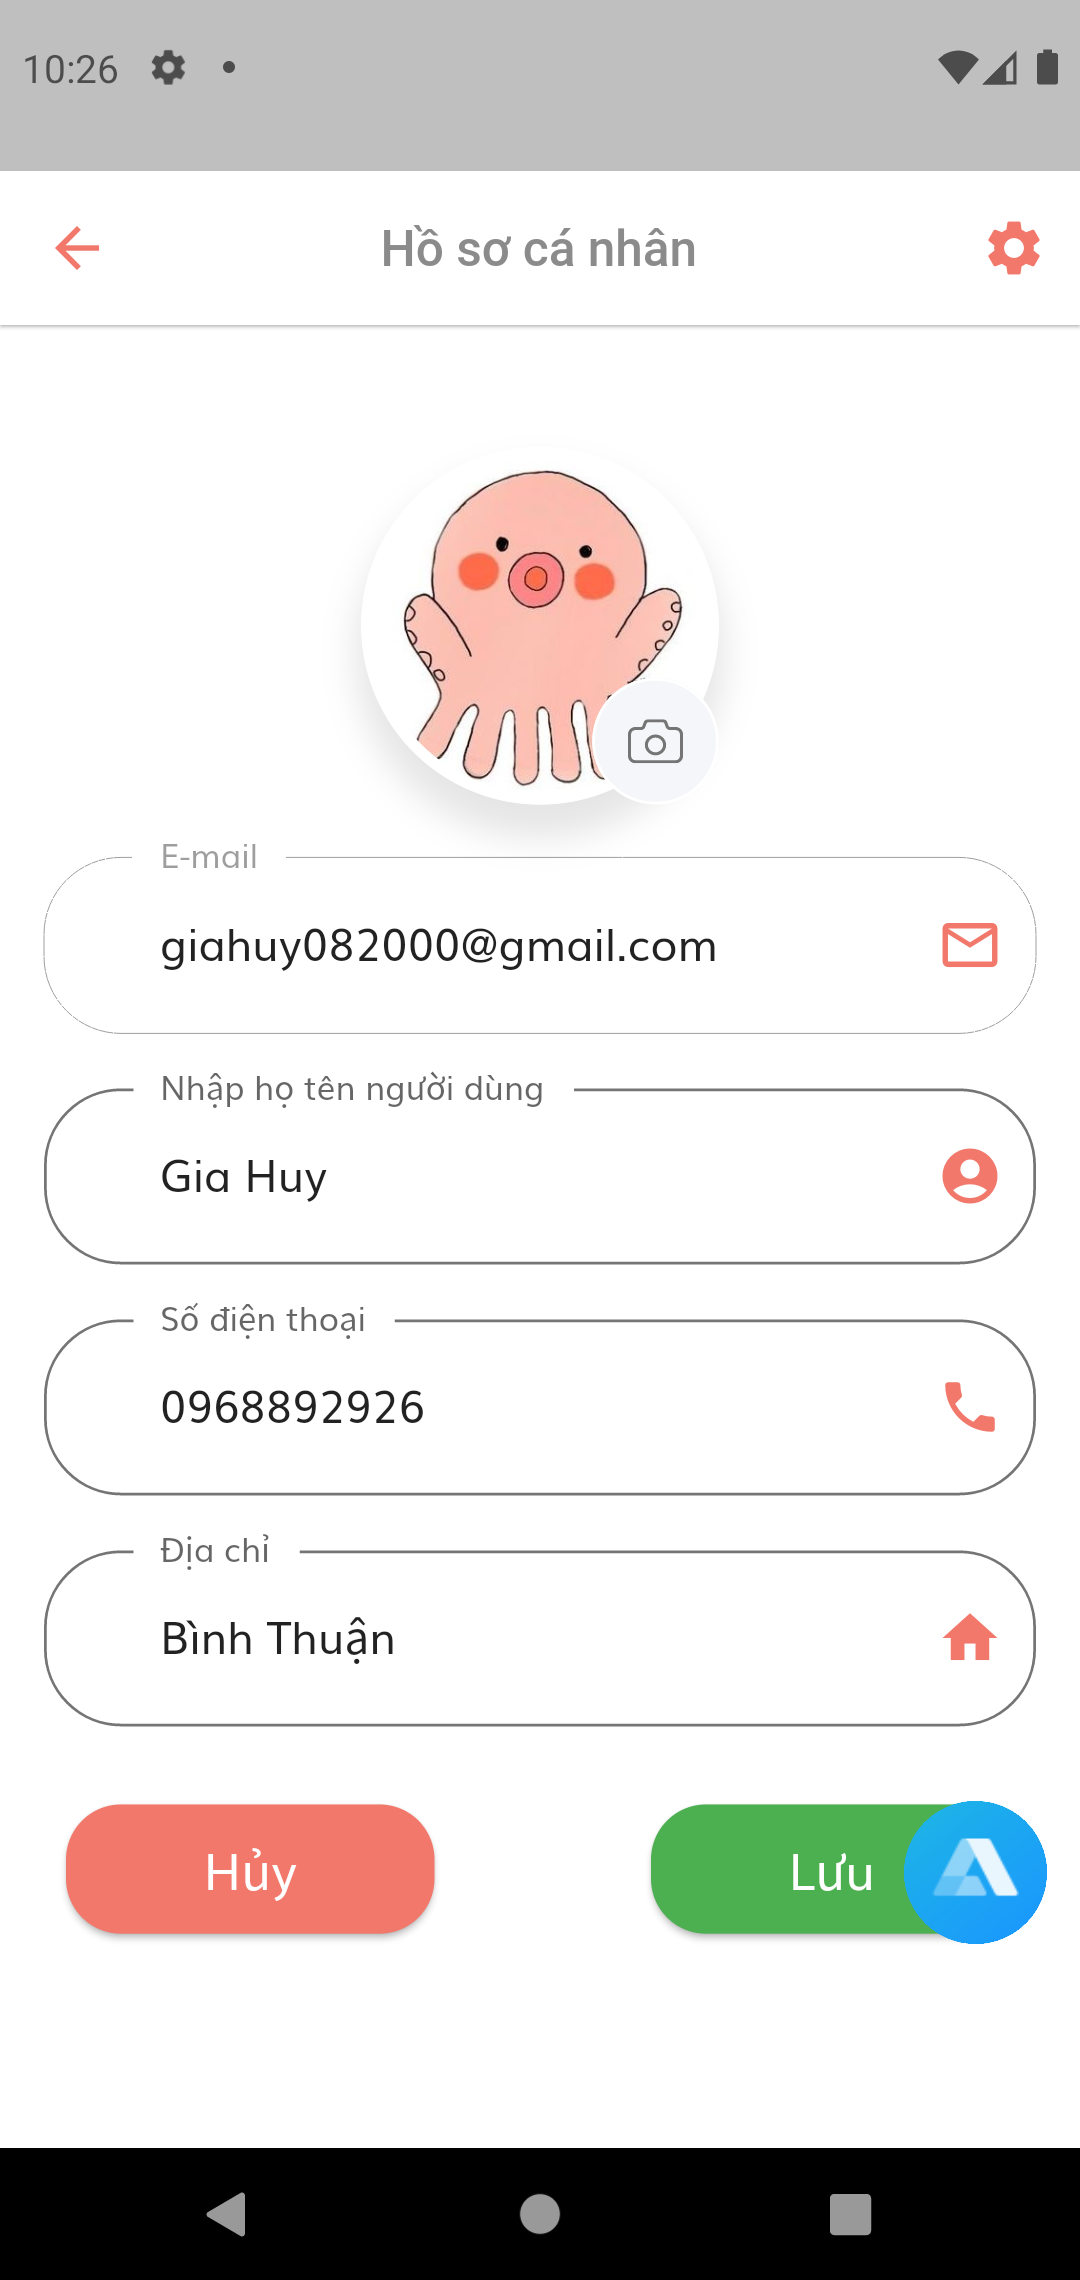 10:26
Hồ sơ cá nhân
E-mail
giahuy082000@gmail.com
Nhập họ tên người dùng
Gia Huy
Số điện thoại
0968892926
Địa chỉ
Bình Thuận
Hủy
Lưu